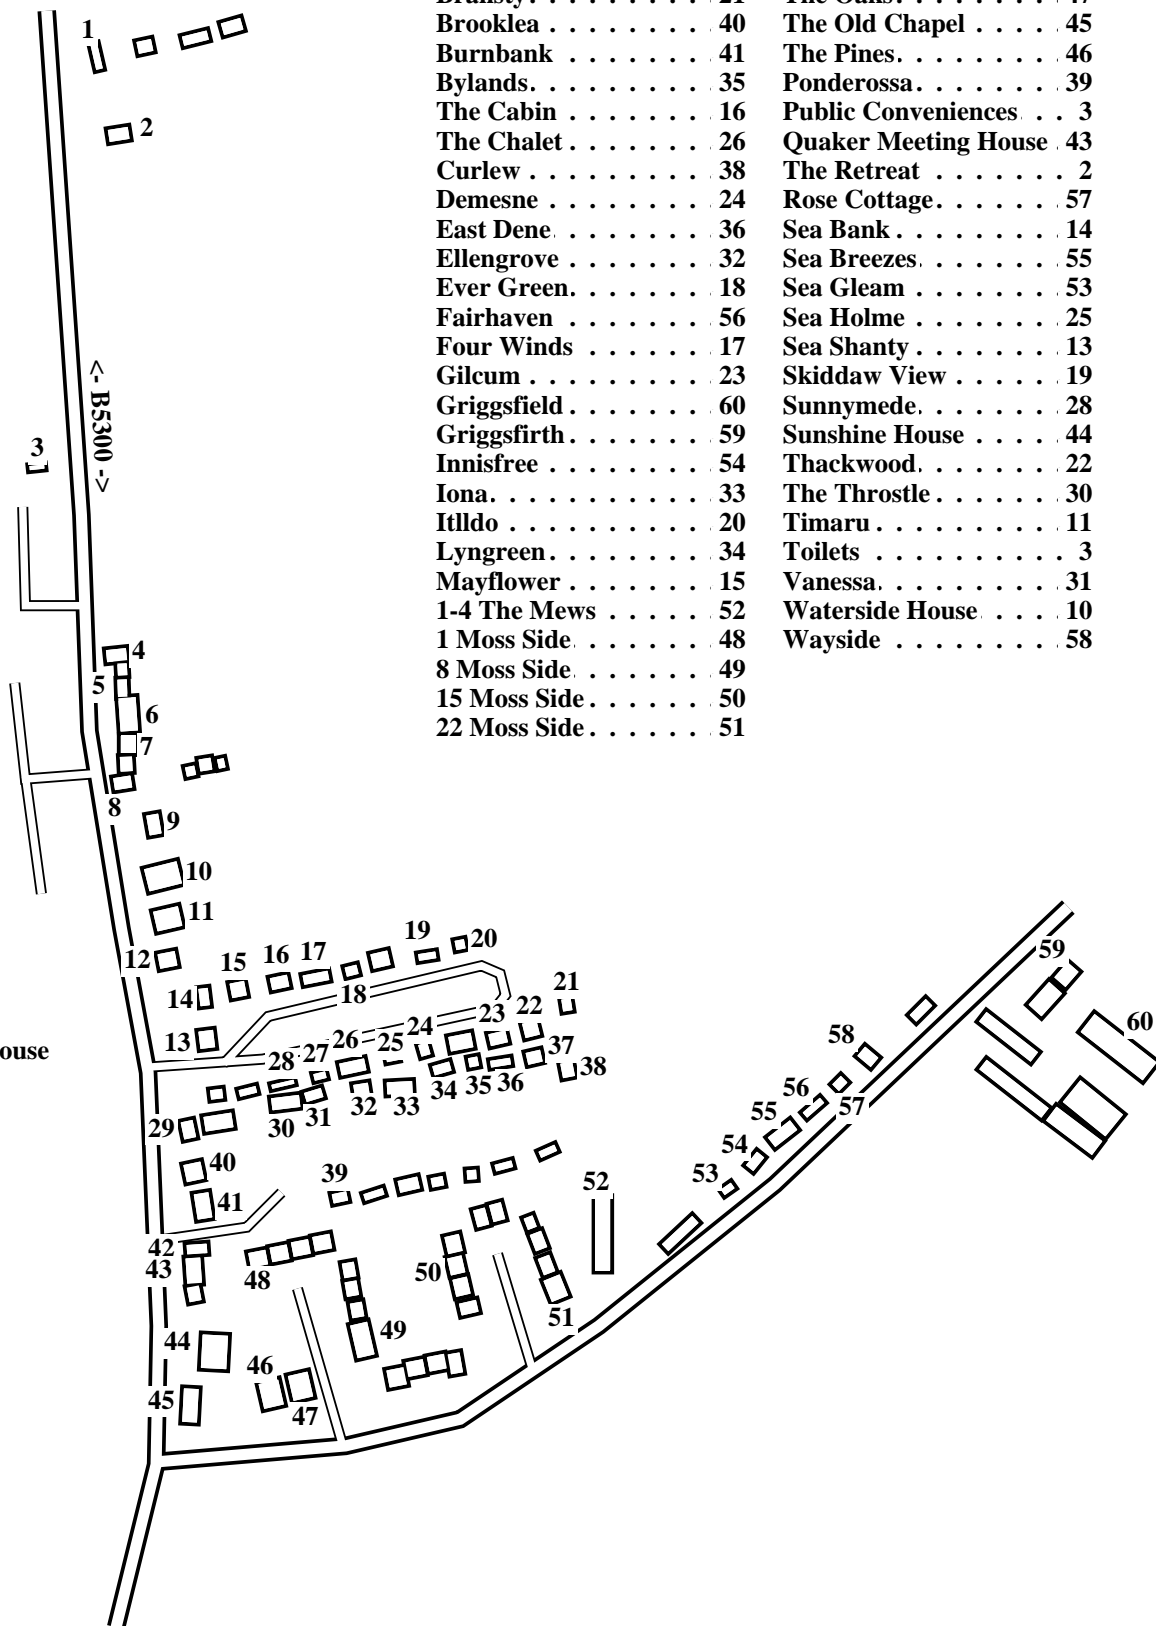 Brooklea . . . . . . . . . 40
Burnbank . . . . . . . . 41
Bylands. . . . . . . . . . 35
The Cabin . . . . . . . 16
The Chalet . . . . . . . 26
Curlew . . . . . . . . . . 38
Demesne . . . . . . . . 24
East Dene. . . . . . . . . 36
Ellengrove . . . . . . . 32
Ever Green. . . . . . . . 18
Fairhaven . . . . . . . . 56
Four Winds . . . . . . . 17
Gilcum . . . . . . . . . . 23
Griggsfield . . . . . . . 60
Griggsfirth. . . . . . . . 59
Innisfree . . . . . . . . . 54
Iona. . . . . . . . . . . . 33
Itlldo . . . . . . . . . . . 20
Lyngreen. . . . . . . . . 34
Mayflower . . . . . . . . 15
1-4 The Mews . . . . . . 52
1 Moss Side. . . . . . . . 48
8 Moss Side. . . . . . . . 49
15 Moss Side . . . . . . . 50
22 Moss Side . . . . . . . 51
The Old Chapel . . . . . 45
The Pines. . . . . . . . . 46
Ponderossa. . . . . . . . 39
Public Conveniences. . . 3
Quaker Meeting House . 43
The Retreat . . . . . . . 2
Rose Cottage. . . . . . . 57
Sea Bank . . . . . . . . . 14
Sea Breezes. . . . . . . . 55
Sea Gleam . . . . . . . . 53
Sea Holme . . . . . . . . 25
Sea Shanty . . . . . . . . 13
Skiddaw View . . . . . . 19
Sunnymede. . . . . . . . 28
Sunshine House . . . . . 44
Thackwood. . . . . . . . 22
The Throstle . . . . . . . 30
Timaru . . . . . . . . . . 11
Toilets . . . . . . . . . . 3
Vanessa. . . . . . . . . . 31
Waterside House. . . . . 10
Wayside . . . . . . . . . 58
1
2
<- B5300 ->
3
4
5
6
7
8
9
10
11
12
14
15
16
17
18
19
20
21
13
28
27
26
25
24
23
22
37
38
29
30
31
32
33
34
35
36
40
41
39
42
43
48
50
49
51
52
53
54
55
56
57
58
59
60
44
45
46
47
ouse